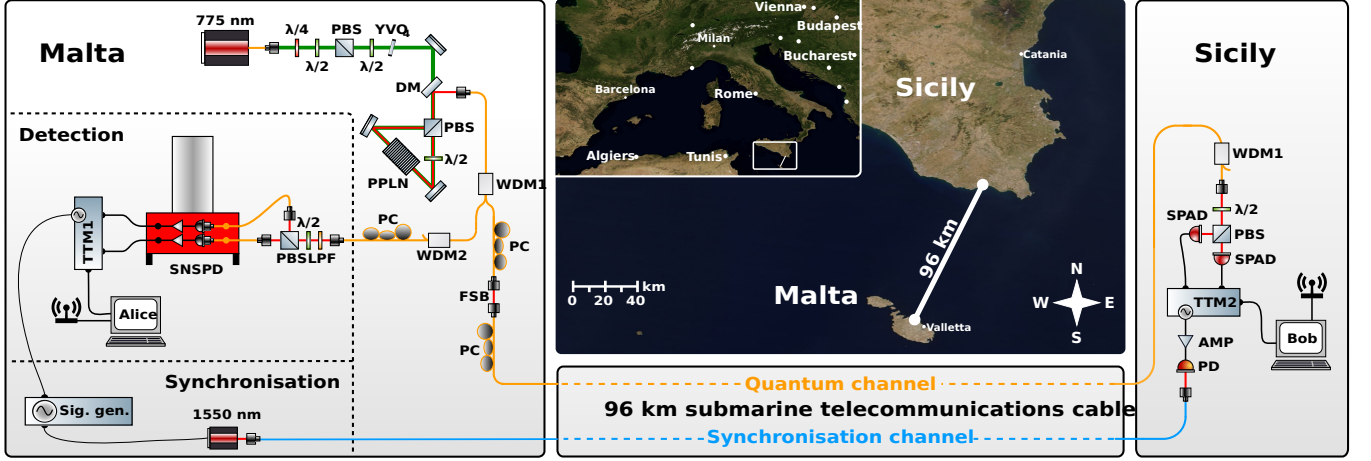 Malta
775 nm
λ/4
λ/2
PBS
λ/2
YVO4
DM
PBS
λ/2
PPLN
WDM1
Detection
TTM1
SNSPD
λ/2
PBS
LPF
PC
WDM2
PC
FSB
PC
Alice
Synchronisation
Sig. gen.
1550 nm
Vienna
Budapest
Milan
Bucharest
Barcelona
Rome
Algiers
Tunis
Sicily
Catania
96 km
Malta
Valletta
0 20 40 km
N
W E
S
Quantum channel
96 km submarine telecommunications cable
Synchronisation channel
Sicily
WDM1
λ/2
SPAD
PBS
SPAD
TTM2
AMP
PD
Bob